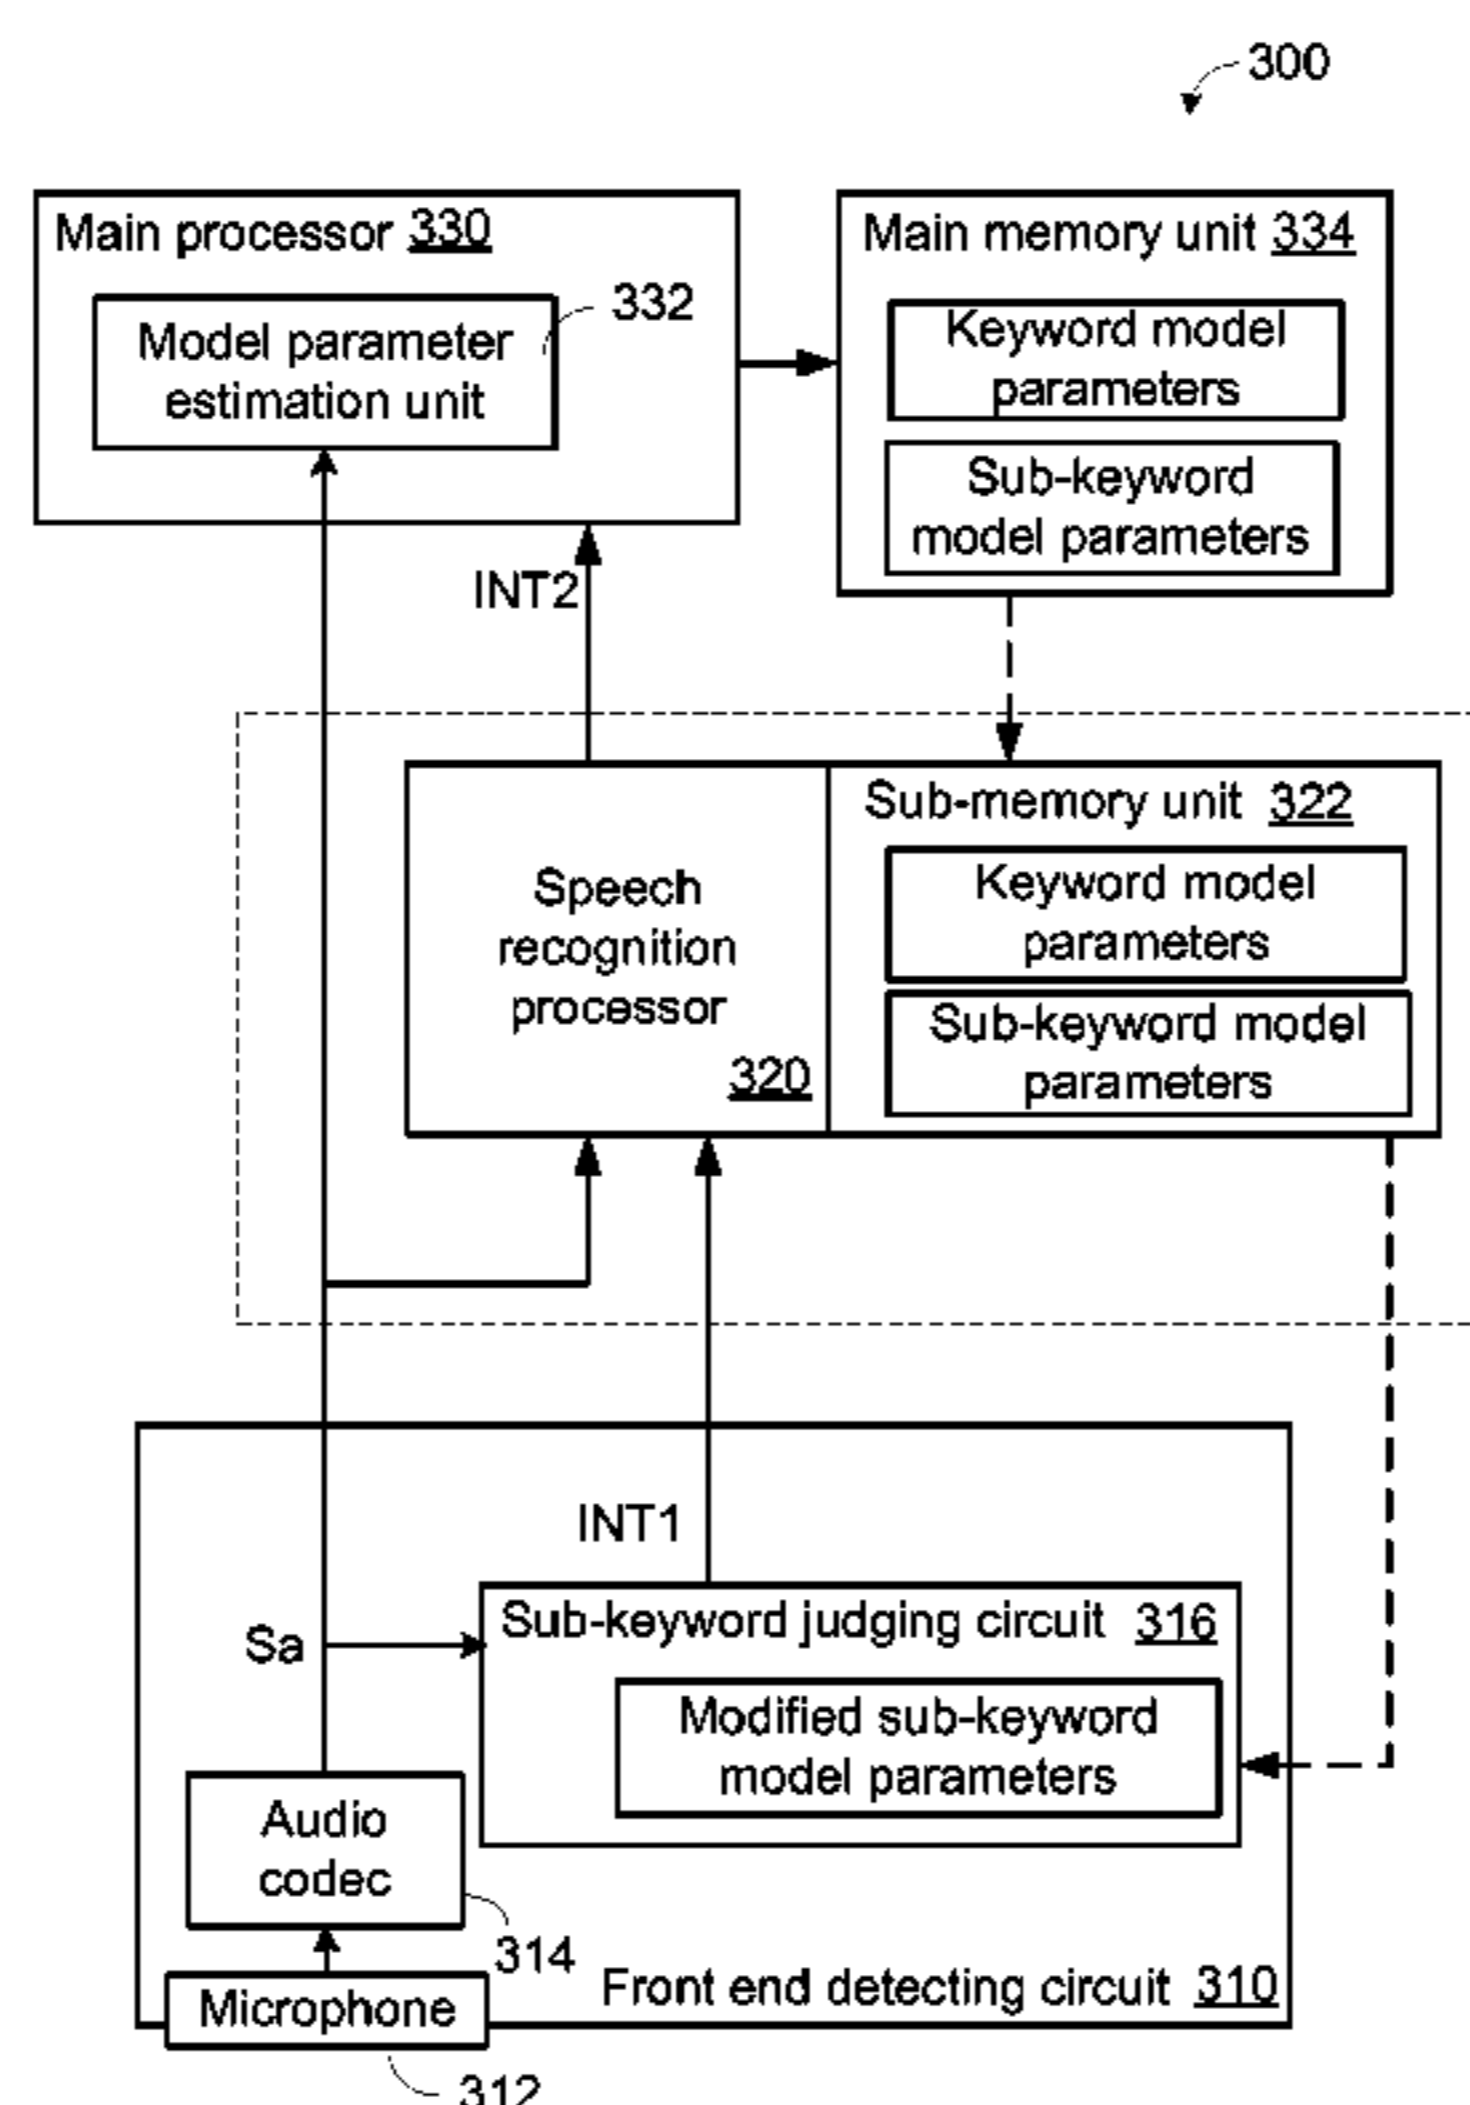 300
Main processor 330
332
Model parameter
estimation unit
Main memory unit 334
Keyword model
parameters
Sub-keyword
model parameters
INT2
Speech
recognition
processor
320
Sub-memory unit 322
Keyword model
parameters
Sub-keyword model
parameters
INT1
Sa
Sub-keyword judging circuit 316
Modified sub-keyword
model parameters
Audio
codec
314
Front end detecting circuit 310
Microphone
312